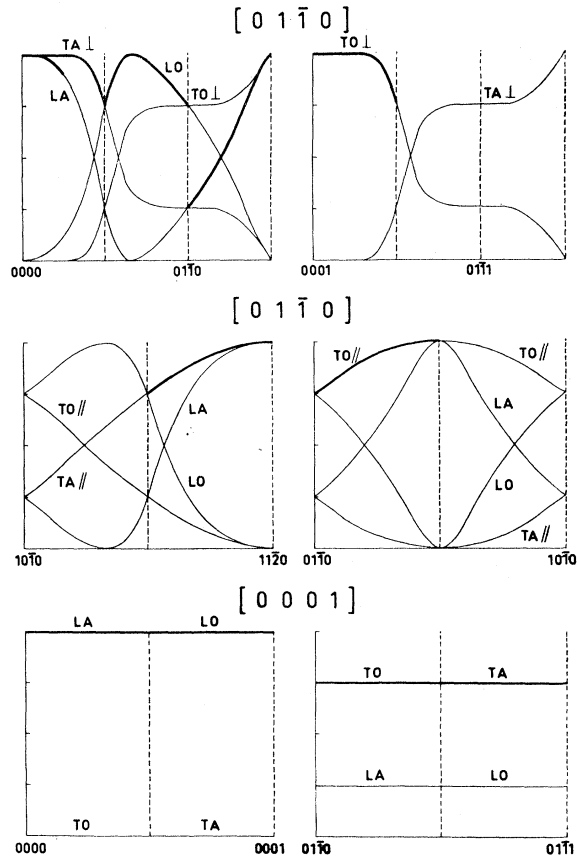 [0 1 1̄ 0]
TA⊥
LO
TO⊥
LA
0000
011̄0
TO⊥
TA⊥
0001
011̄1
[0 1 1̄ 0]
TO∥
LA
TA∥
LO
101̄0
112̄0
TO∥
TO∥
LA
LO
TA∥
011̄0
101̄0
[0 0 0 1]
LA LO
TO TA
0000 0001
TO TA
LA LO
011̄0 011̄1